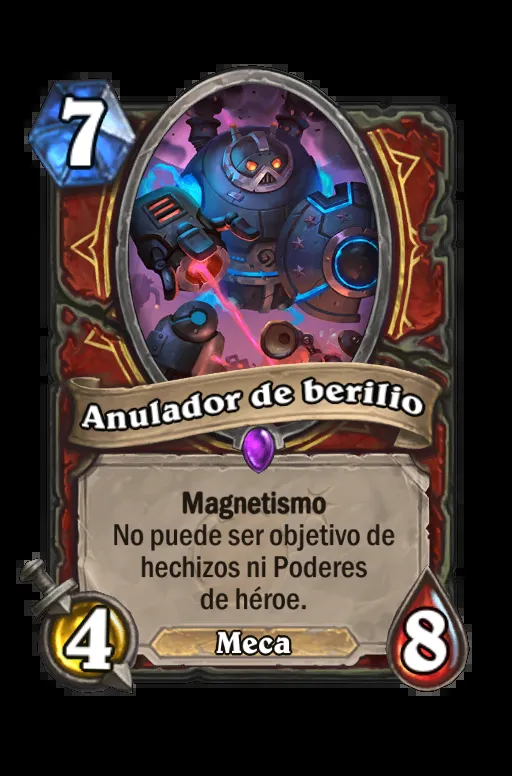 7
Anulador de berilio
Magnetismo
No puede ser objetivo de
hechizos ni Poderes
de héroe.
4
Meca
8